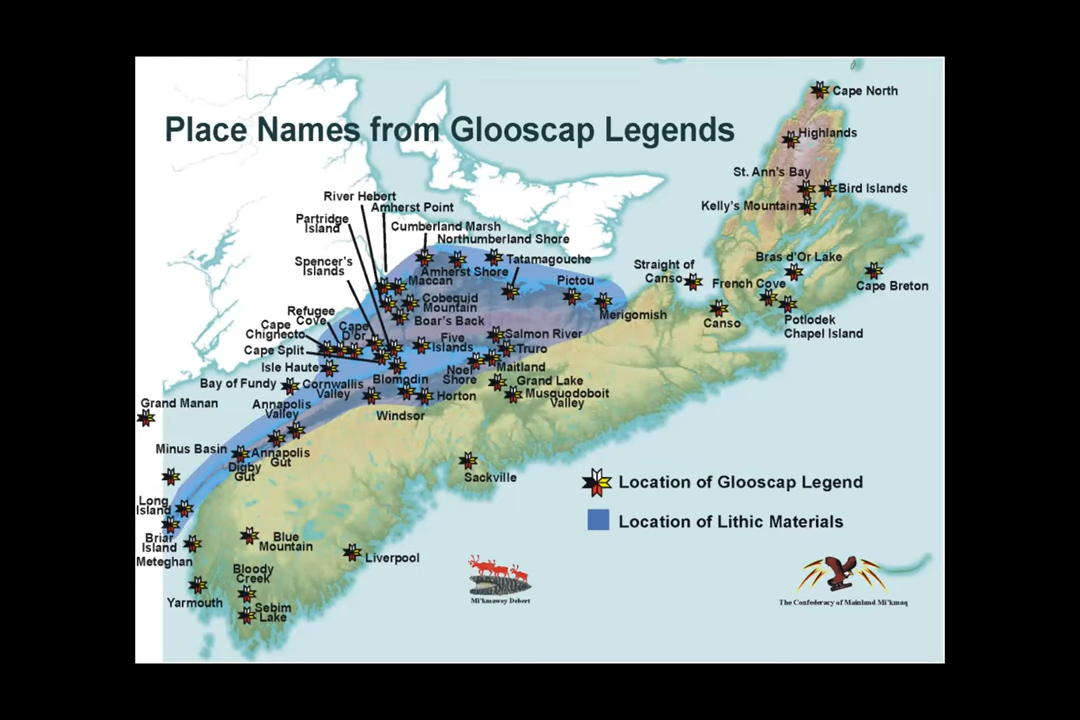 Place Names from Glooscap Legends
Cape North
Highlands
St. Ann's Bay
Bird Islands
Kelly's Mountain
River Hebert
Amherst Point
Partridge
Island
Cumberland Marsh
Northumberland Shore
Spencer's
Islands
Amherst Shore
Tatamagouche
Straight of
Canso
Bras d'Or Lake
Cape Breton
French Cove
Maccan
Pictou
Cobequid
Mountain
Merigomish
Canso
Potlodek
Chapel Island
Refugee
Cove
Cape
Chignecto
Cape
D'or
Boar's Back
Five
Islands
Salmon River
Truro
Cape Split
Isle Haute
Noel
Shore
Maitland
Bay of Fundy
Cornwallis
Valley
Blomodin
Grand Lake
Musquodoboit
Valley
Horton
Grand Manan
Annapolis
Valley
Windsor
Minus Basin
Annapolis
Gut
Digby
Gut
Sackville
Location of Glooscap Legend
Location of Lithic Materials
Long
Island
Briar
Island
Meteghan
Blue
Mountain
Liverpool
Bloody
Creek
Yarmouth
Sebim
Lake
Mi'kmawey Debert
The Confederacy of Mainland Mi'kmaq